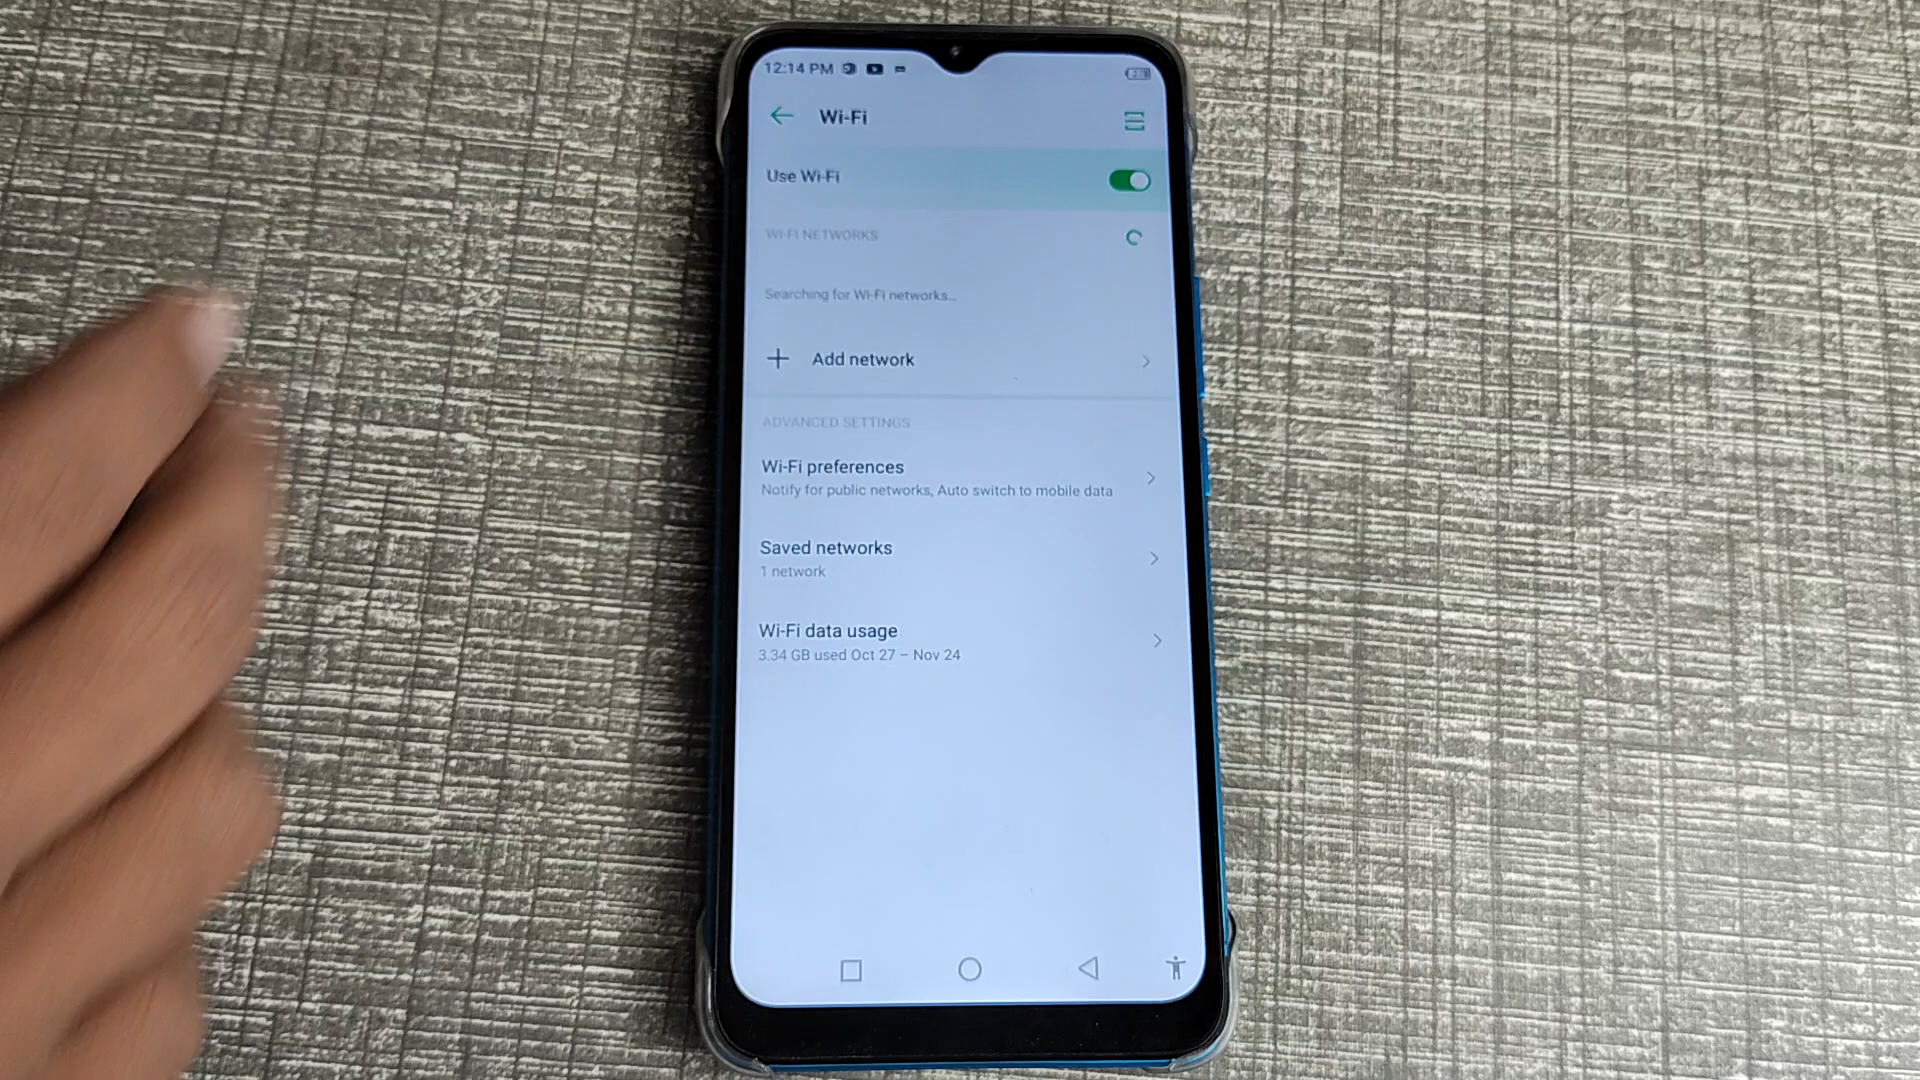 12:14 PM
Wi-Fi
Use Wi-Fi
WI-FI NETWORKS
Searching for Wi-Fi networks...
Add network
ADVANCED SETTINGS
Wi-Fi preferences
Notify for public networks, Auto switch to mobile data
Saved networks
1 network
Wi-Fi data usage
3.34 GB used Oct 27 – Nov 24